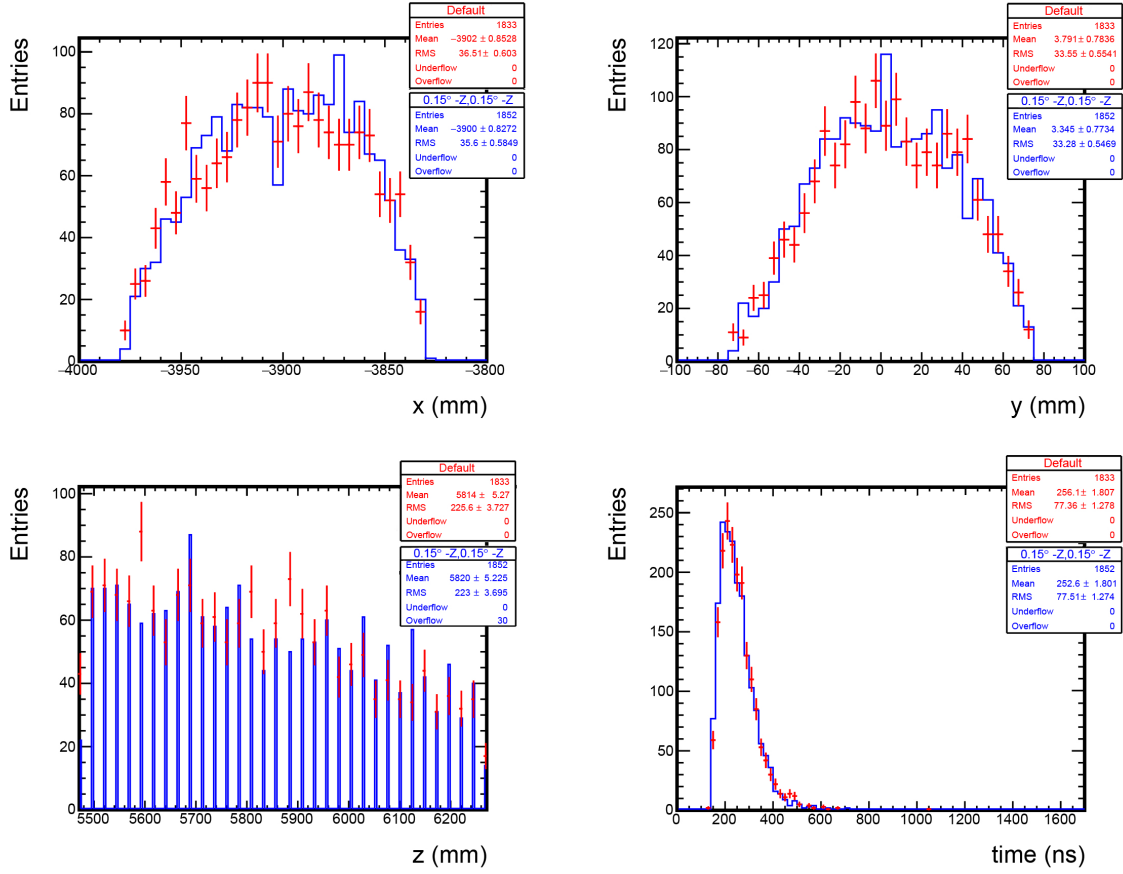 Entries
100
80
60
40
20
0
−4000
−3950
−3900
−3850
−3800
x (mm)
Default
Entries 1833
Mean −3902 ± 0.8528
RMS 36.51± 0.603
Underflow 0
Overflow 0
0.15° -Z,0.15° -Z
Entries 1852
Mean −3900 ± 0.8272
RMS 35.6 ± 0.5849
Underflow 0
Overflow 0
Entries
120
100
80
60
40
20
0
−100
−80
−60
−40
−20
0
20
40
60
80
100
y (mm)
Default
Entries 1833
Mean 3.791 ± 0.7836
RMS 33.55 ± 0.5541
Underflow 0
Overflow 0
0.15° -Z,0.15° -Z
Entries 1852
Mean 3.345 ± 0.7734
RMS 33.28 ± 0.5469
Underflow 0
Overflow 0
Entries
100
80
60
40
20
0
5500
5600
5700
5800
5900
6000
6100
6200
z (mm)
Default
Entries 1833
Mean 5814 ± 5.27
RMS 225.6 ± 3.727
Underflow 0
Overflow 0
0.15° -Z,0.15° -Z
Entries 1852
Mean 5820 ± 5.225
RMS 223 ± 3.695
Underflow 0
Overflow 30
Entries
250
200
150
100
50
0
0
200
400
600
800
1000
1200
1400
1600
time (ns)
Default
Entries 1833
Mean 256.1± 1.807
RMS 77.36 ± 1.278
Underflow 0
Overflow 0
0.15° -Z,0.15° -Z
Entries 1852
Mean 252.6 ± 1.801
RMS 77.51± 1.274
Underflow 0
Overflow 0